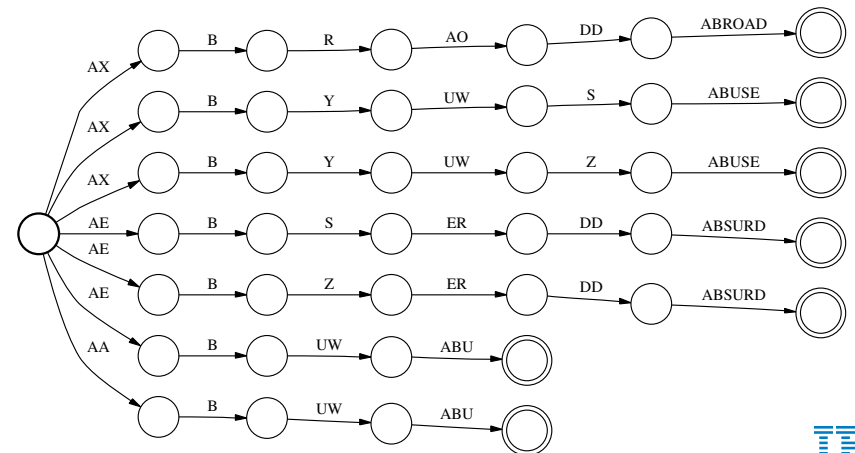 AX B R AO DD ABROAD
AX B Y UW S ABUSE
AX B Y UW Z ABUSE
AE B S ER DD ABSURD
AE B Z ER DD ABSURD
AE B UW ABU
AA B UW ABU